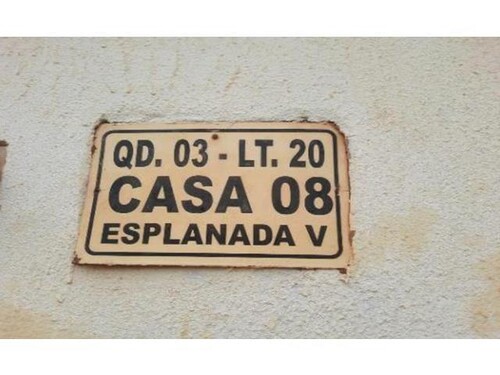 QD. 03 - LT. 20
CASA 08
ESPLANADA V